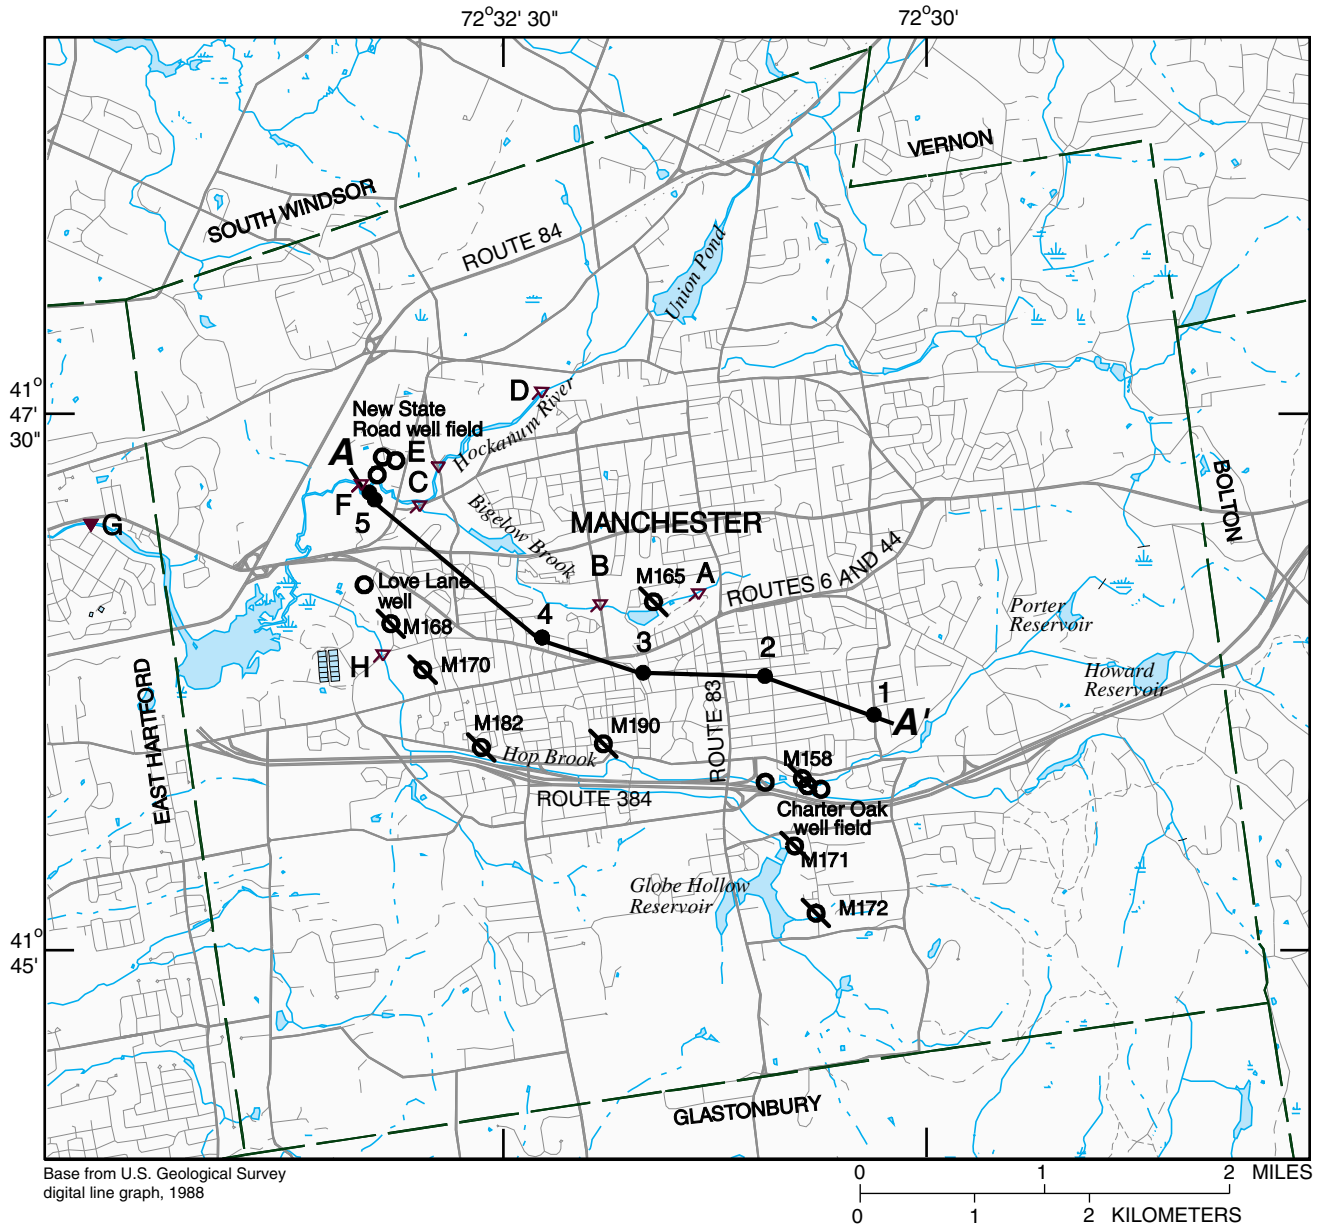 72°32' 30"
72°30'
VERNON
SOUTH WINDSOR
ROUTE 84
Union Pond
41°
47'
30"
D
New State
Road well field
Hockanum River
A
E
C
F
5
G
Bigelow Brook
MANCHESTER
BOLTON
B
M165
A
ROUTES 6 AND 44
Love Lane
well
M168
Porter
Reservoir
4
3
2
H
M170
Howard
Reservoir
1
A'
EAST HARTFORD
ROUTE 83
M182
M190
Hop Brook
M158
ROUTE 384
Charter Oak
well field
M171
Globe Hollow
Reservoir
M172
41°
45'
GLASTONBURY
Base from U.S. Geological Survey
digital line graph, 1988
0 1 2 MILES
0 1 2 KILOMETERS